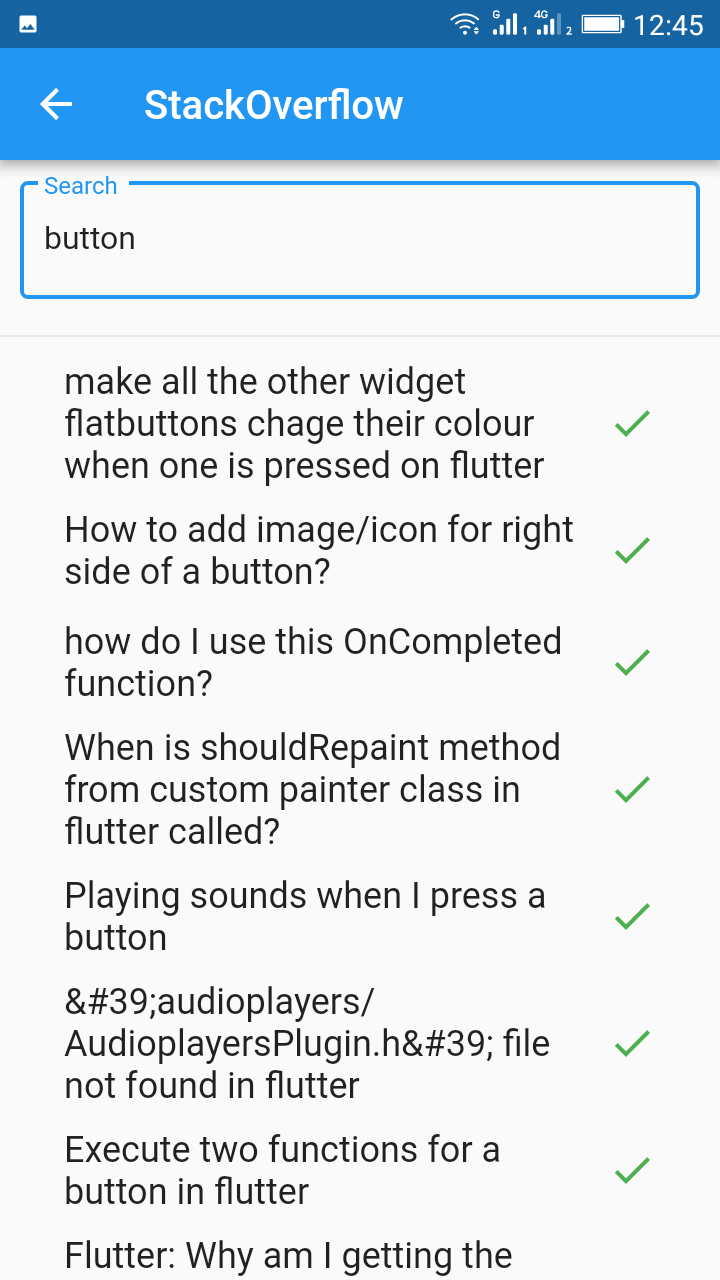 G 1 4G 2 12:45
StackOverflow
Search
button
make all the other widget
flatbuttons chage their colour
when one is pressed on flutter
How to add image/icon for right
side of a button?
how do I use this OnCompleted
function?
When is shouldRepaint method
from custom painter class in
flutter called?
Playing sounds when I press a
button
&#39;audioplayers/
AudioplayersPlugin.h&#39; file
not found in flutter
Execute two functions for a
button in flutter
Flutter: Why am I getting the